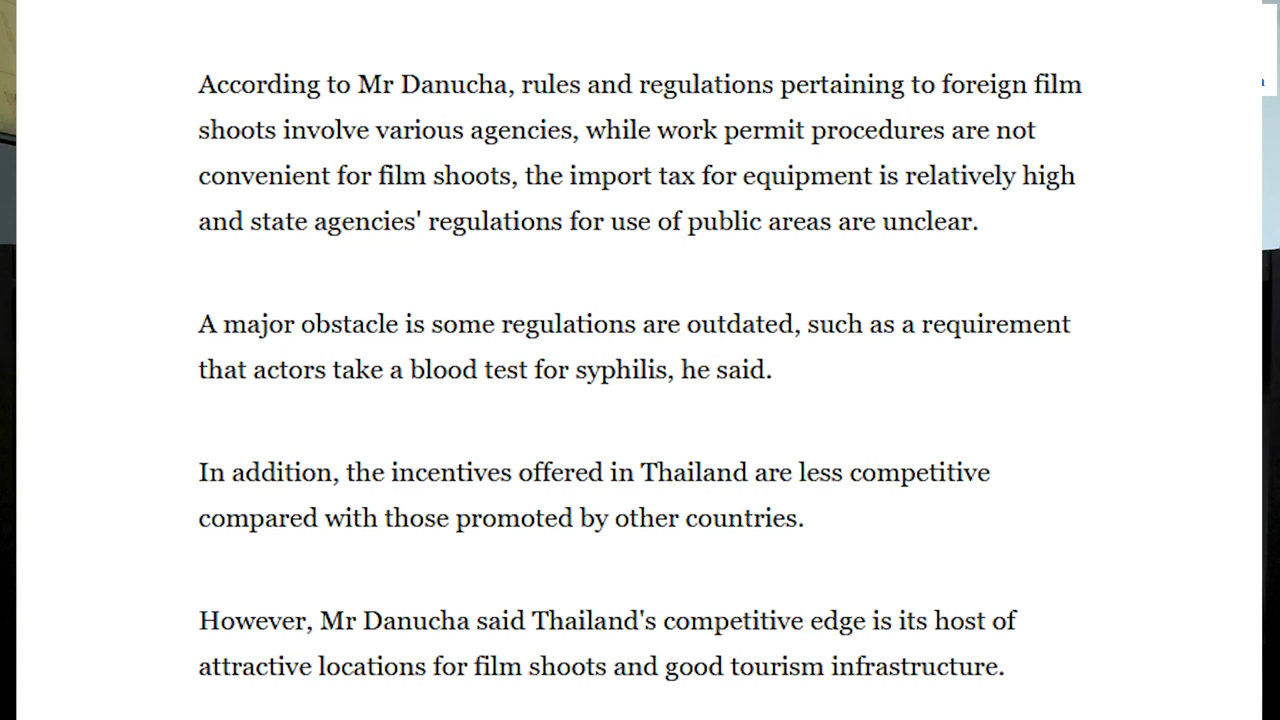 According to Mr Danucha, rules and regulations pertaining to foreign film
shoots involve various agencies, while work permit procedures are not
convenient for film shoots, the import tax for equipment is relatively high
and state agencies' regulations for use of public areas are unclear.
A major obstacle is some regulations are outdated, such as a requirement
that actors take a blood test for syphilis, he said.
In addition, the incentives offered in Thailand are less competitive
compared with those promoted by other countries.
However, Mr Danucha said Thailand's competitive edge is its host of
attractive locations for film shoots and good tourism infrastructure.